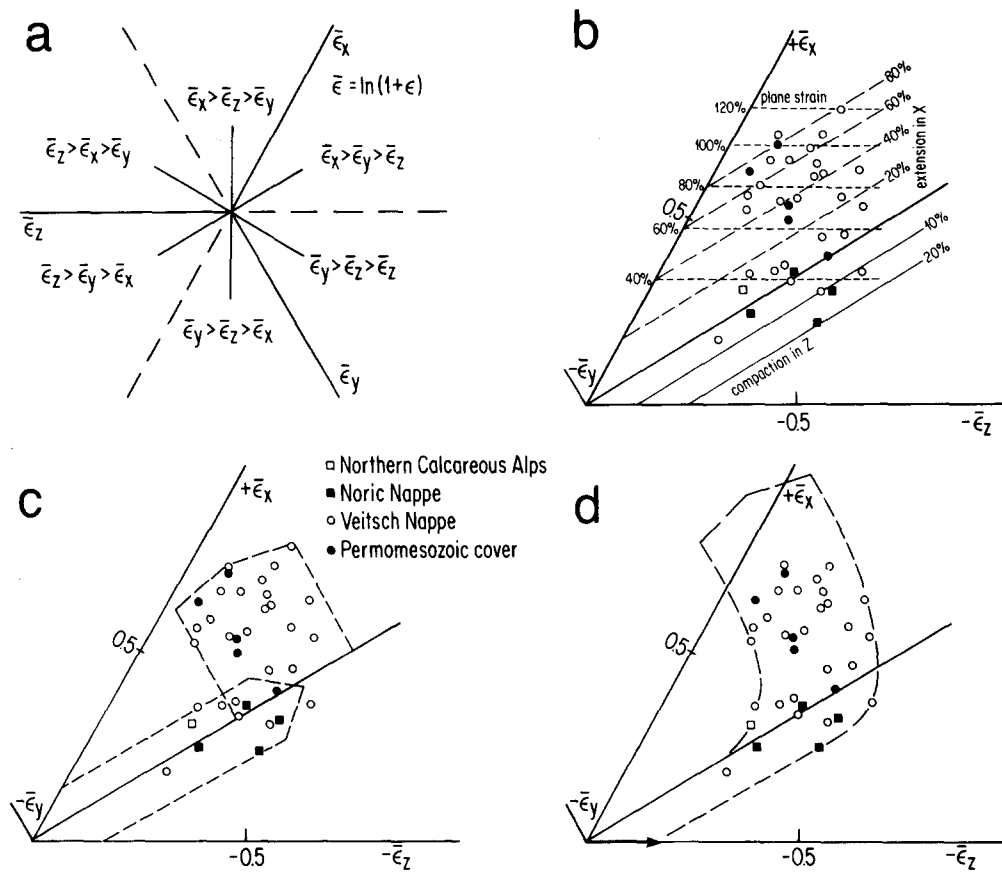 a
ε̄x
ε̄ = ln(1+ε)
ε̄x > ε̄z > ε̄y
ε̄z > ε̄x > ε̄y
ε̄x > ε̄y > ε̄z
ε̄z
ε̄z > ε̄y > ε̄x
ε̄y > ε̄z > ε̄z
ε̄y > ε̄z > ε̄x
ε̄y
b
+ε̄x
80%
120%
plane strain
60%
100%
40%
extension in X
80%
20%
0.5
60%
10%
20%
40%
compaction in Z
-ε̄y
-0.5
-ε̄z
c
+ε̄x
□ Northern Calcareous Alps
■ Noric Nappe
○ Veitsch Nappe
● Permomesozoic cover
0.5
-ε̄y
-0.5
-ε̄z
d
+ε̄x
0.5
-ε̄y
-0.5
-ε̄z